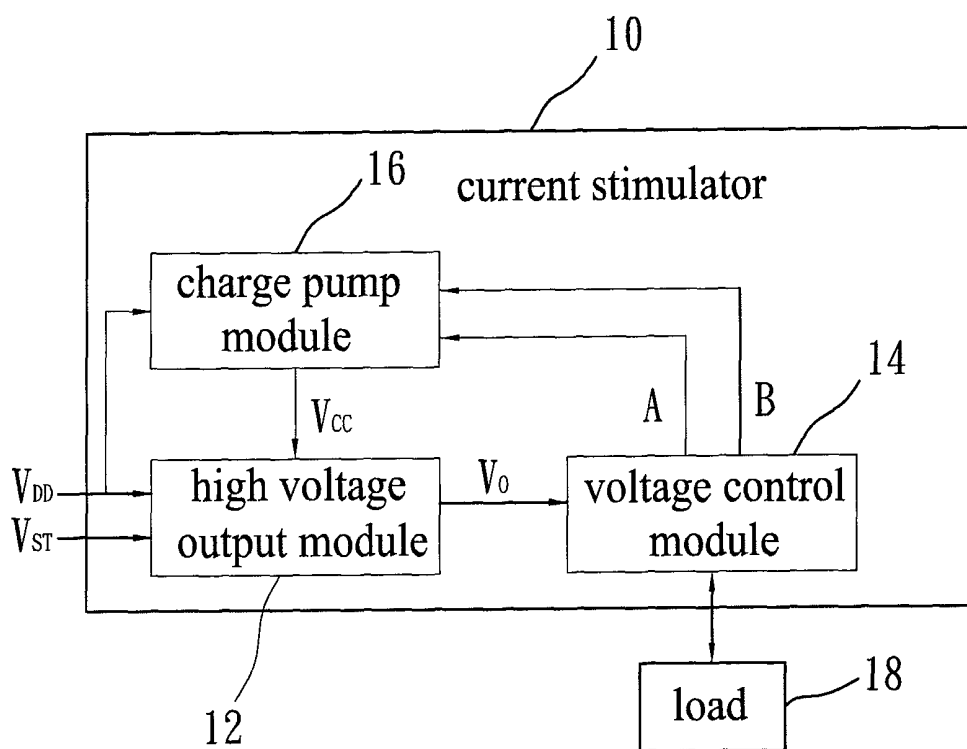 10
16
current stimulator
charge pump
module
14
A
B
VCC
VDD
high voltage
output module
VO
voltage control
module
VST
18
load
12